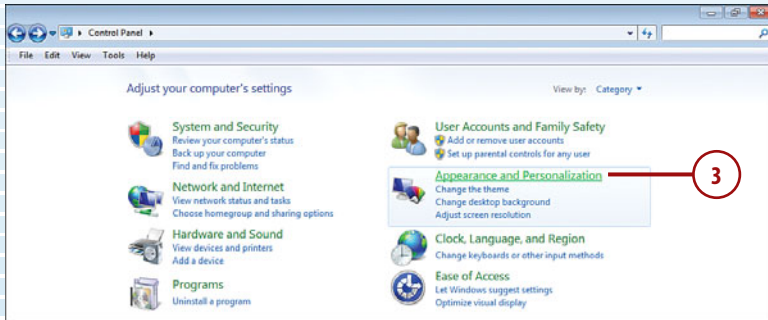 Control Panel
File Edit View Tools Help
Adjust your computer's settings
View by: Category
System and Security
Review your computer's status
Back up your computer
Find and fix problems
Network and Internet
View network status and tasks
Choose homegroup and sharing options
Hardware and Sound
View devices and printers
Add a device
Programs
Uninstall a program
User Accounts and Family Safety
Add or remove user accounts
Set up parental controls for any user
Appearance and Personalization
Change the theme
Change desktop background
Adjust screen resolution
3
Clock, Language, and Region
Change keyboards or other input methods
Ease of Access
Let Windows suggest settings
Optimize visual display